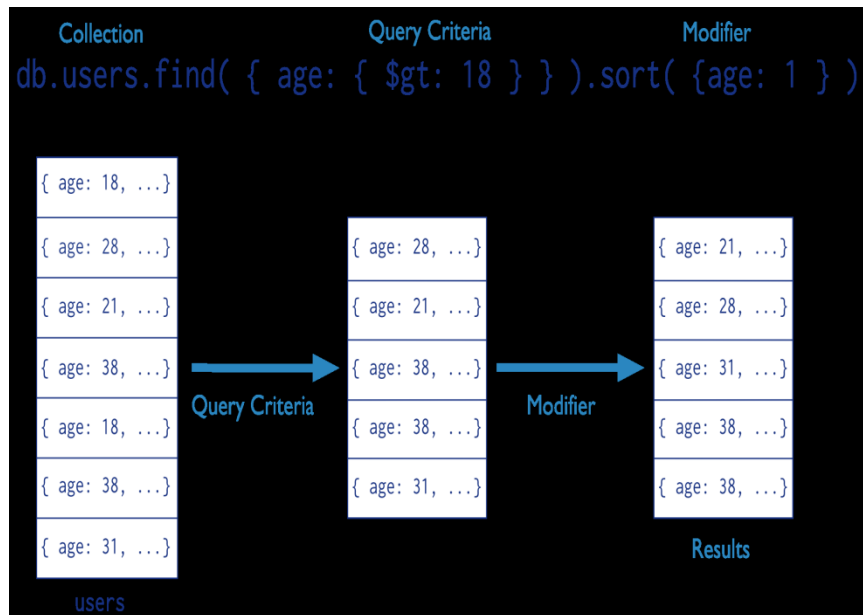 Collection Query Criteria Modifier
db.users.find( { age: { $gt: 18 } } ).sort( {age: 1 } )
{ age: 18, ...}
{ age: 28, ...}
{ age: 21, ...}
{ age: 38, ...}
{ age: 18, ...}
{ age: 38, ...}
{ age: 31, ...}
users
Query Criteria
{ age: 28, ...}
{ age: 21, ...}
{ age: 38, ...}
{ age: 38, ...}
{ age: 31, ...}
Modifier
{ age: 21, ...}
{ age: 28, ...}
{ age: 31, ...}
{ age: 38, ...}
{ age: 38, ...}
Results